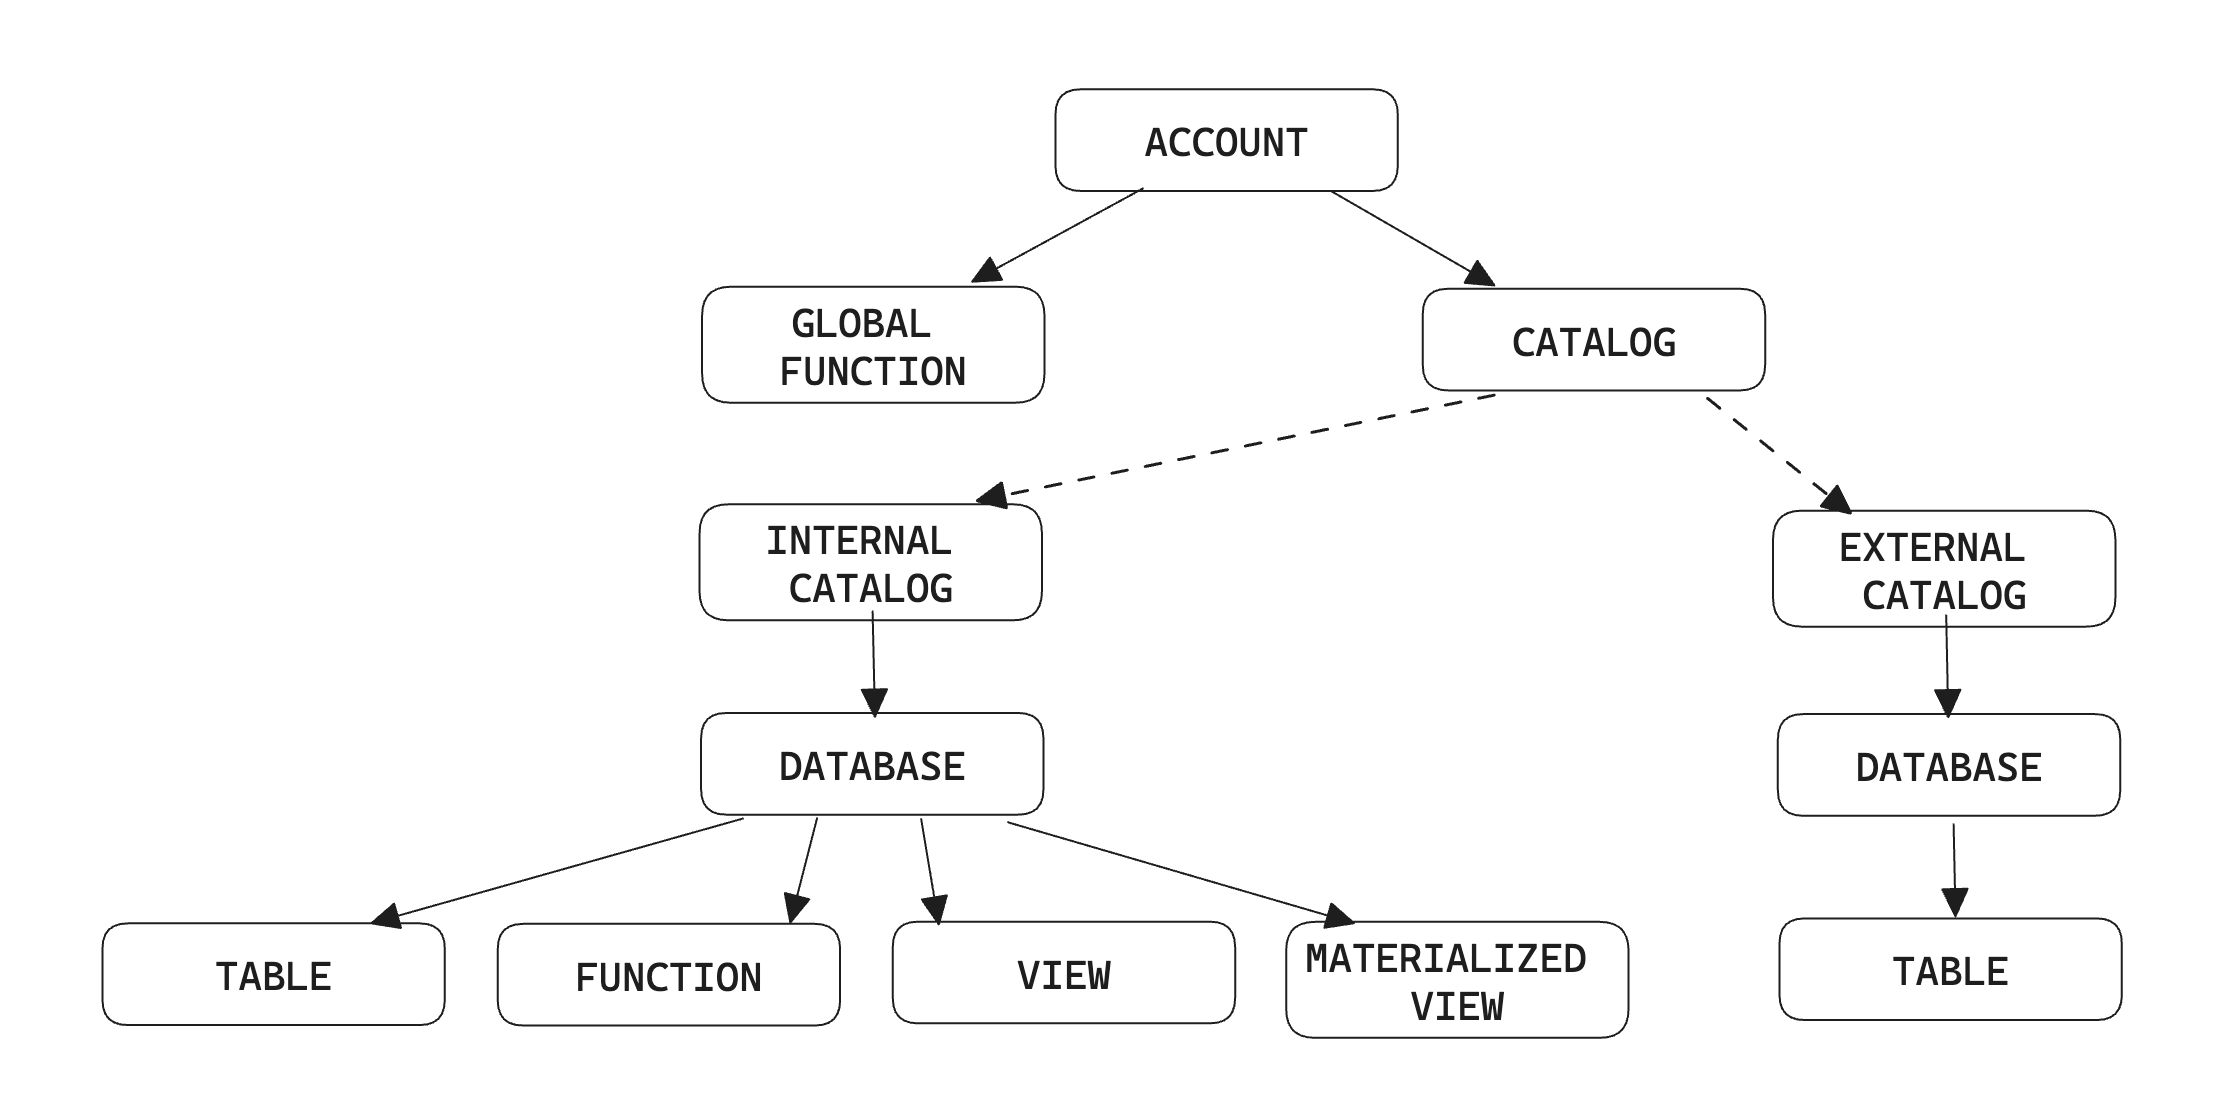 ACCOUNT
GLOBAL
FUNCTION
CATALOG
INTERNAL
CATALOG
EXTERNAL
CATALOG
DATABASE
DATABASE
TABLE
FUNCTION
VIEW
MATERIALIZED
VIEW
TABLE